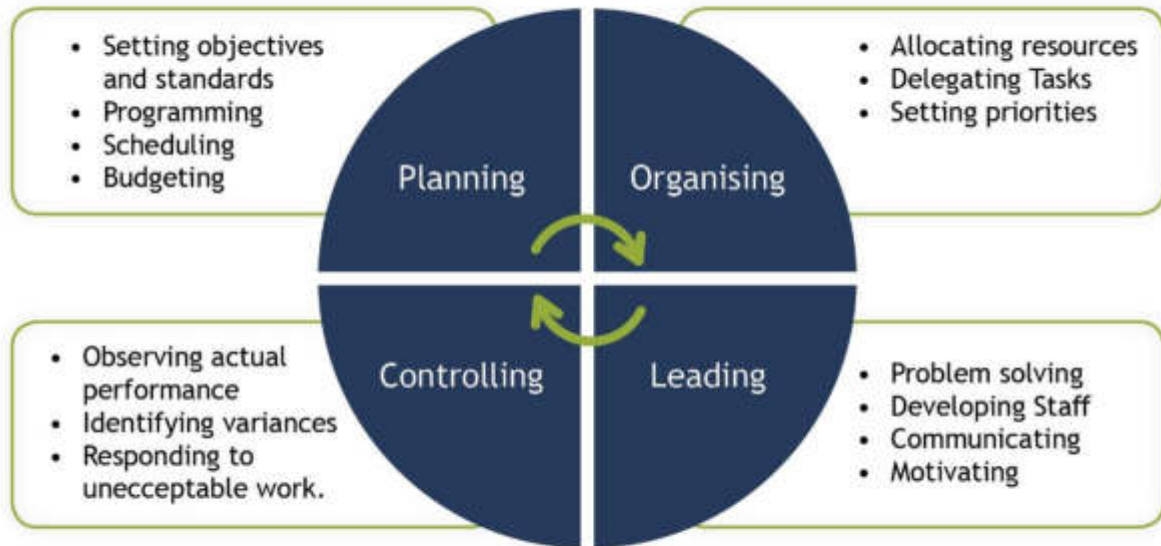 • Setting objectives
and standards
• Programming
• Scheduling
• Budgeting
Planning
Organising
• Allocating resources
• Delegating Tasks
• Setting priorities
• Observing actual
performance
• Identifying variances
• Responding to
unecceptable work.
Controlling
Leading
• Problem solving
• Developing Staff
• Communicating
• Motivating